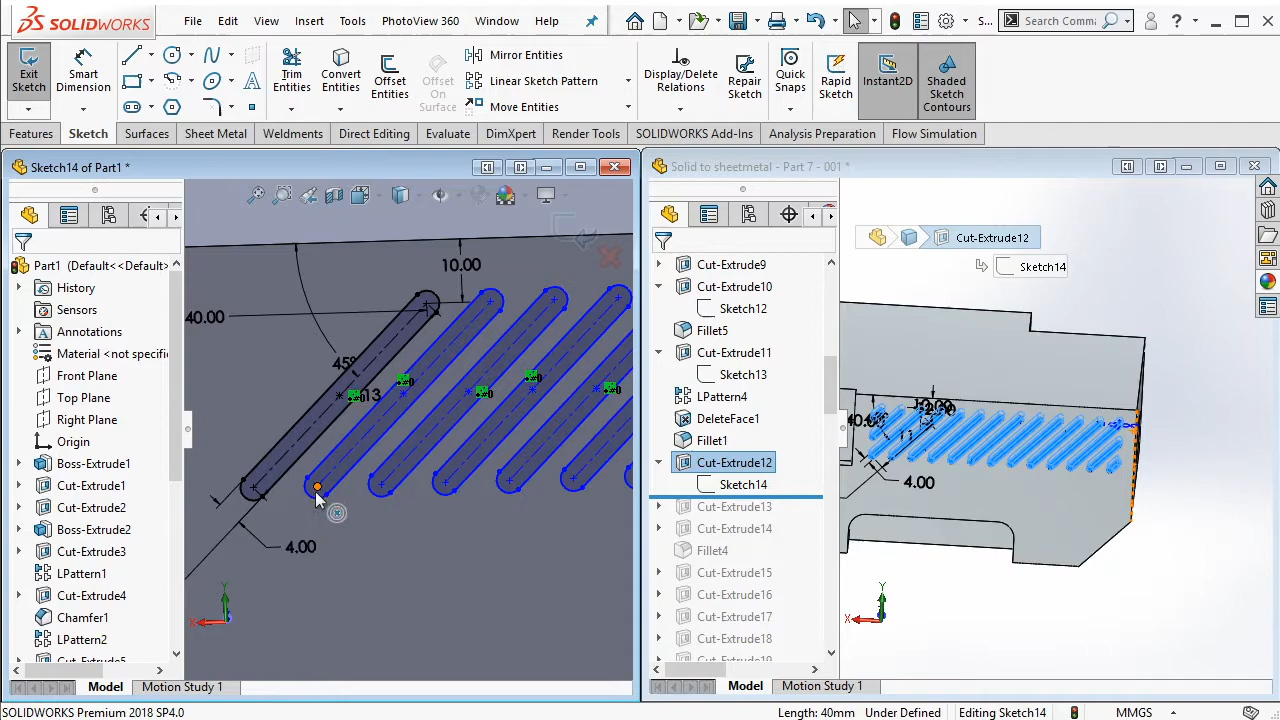 SOLIDWORKS
File Edit View Insert Tools PhotoView 360 Window Help
S...
Search Comma
Exit Sketch
Smart Dimension
Trim Entities
Convert Entities
Offset Entities
Offset On Surface
Mirror Entities
Linear Sketch Pattern
Move Entities
Display/Delete Relations
Repair Sketch
Quick Snaps
Rapid Sketch
Instant2D
Shaded Sketch Contours
Features Sketch Surfaces Sheet Metal Weldments Direct Editing Evaluate DimXpert Render Tools SOLIDWORKS Add-Ins Analysis Preparation Flow Simulation
Sketch14 of Part1 *
Part1 (Default<<Default>
History
Sensors
Annotations
Material <not specifi
Front Plane
Top Plane
Right Plane
Origin
Boss-Extrude1
Cut-Extrude1
Cut-Extrude2
Boss-Extrude2
Cut-Extrude3
LPattern1
Cut-Extrude4
Chamfer1
LPattern2
Cut-Extrude5
10.00
40.00
45°
13
4.00
Y
X
Model Motion Study 1
Solid to sheetmetal - Part 7 - 001 *
Cut-Extrude9
Cut-Extrude10
Sketch12
Fillet5
Cut-Extrude11
Sketch13
LPattern4
DeleteFace1
Fillet1
Cut-Extrude12
Sketch14
Cut-Extrude13
Cut-Extrude14
Fillet4
Cut-Extrude15
Cut-Extrude16
Cut-Extrude17
Cut-Extrude18
Cut-Extrude19
Cut-Extrude12
Sketch14
4.00
Y
X
Model Motion Study 1
SOLIDWORKS Premium 2018 SP4.0
Length: 40mm Under Defined Editing Sketch14 MMGS